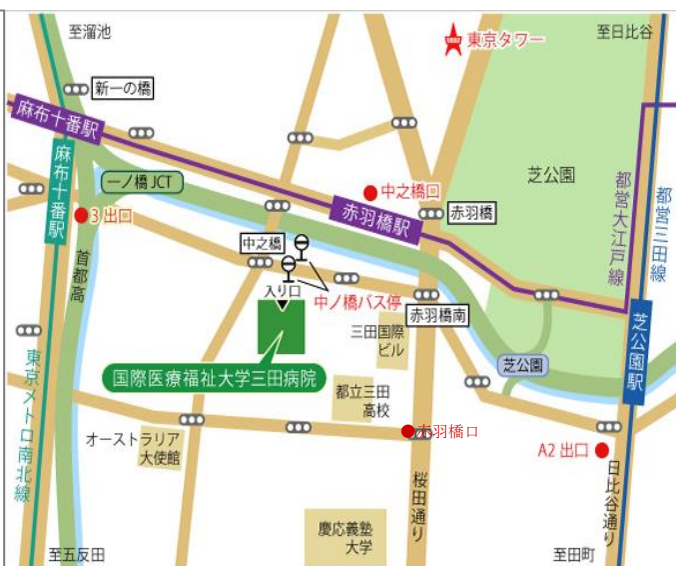 至溜池
東京タワー
至日比谷
新一の橋
麻布十番駅
麻布十番駅
一ノ橋JCT
中之橋口
芝公園
都営大江戸線
都営三田線
3出口
赤羽橋駅
赤羽橋
首都高
中之橋
入り口
中ノ橋バス停
赤羽橋南
三田国際
ビル
芝公園
芝公園駅
東京メトロ南北線
国際医療福祉大学三田病院
都立三田
高校
オーストラリア
大使館
赤羽橋口
A2出口
桜田通り
日比谷通り
慶応義塾
大学
至五反田
至田町